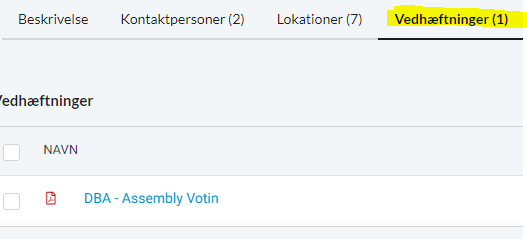 Beskrivelse Kontaktpersoner (2) Lokationer (7) Vedhæftninger (1)
Vedhæftninger
NAVN
DBA - Assembly Votin